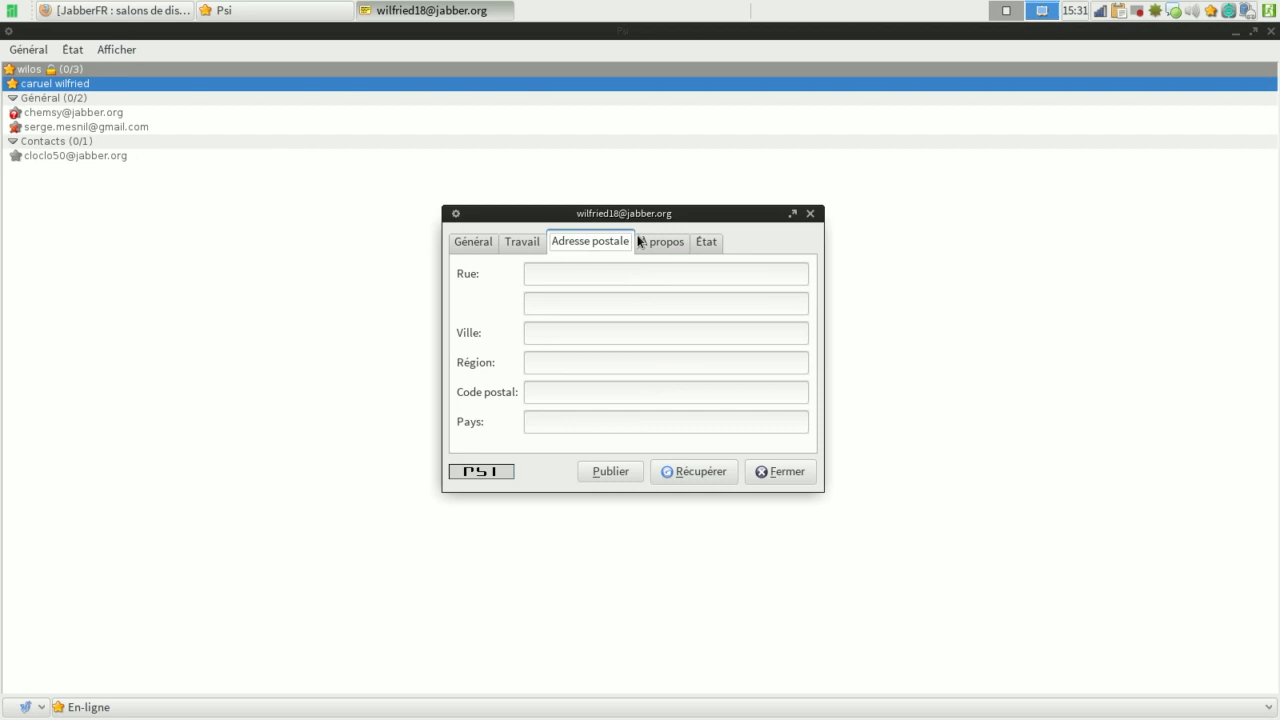 [JabberFR : salons de dis... Psi wilfried18@jabber.org 15:31
Psi
Général État Afficher
wilos (0/3)
caruel wilfried
Général (0/2)
chemsy@jabber.org
serge.mesnil@gmail.com
Contacts (0/1)
cloclo50@jabber.org
wilfried18@jabber.org
Général Travail Adresse postale propos État
Rue:
Ville:
Région:
Code postal:
Pays:
PSI Publier Récupérer Fermer
En-ligne